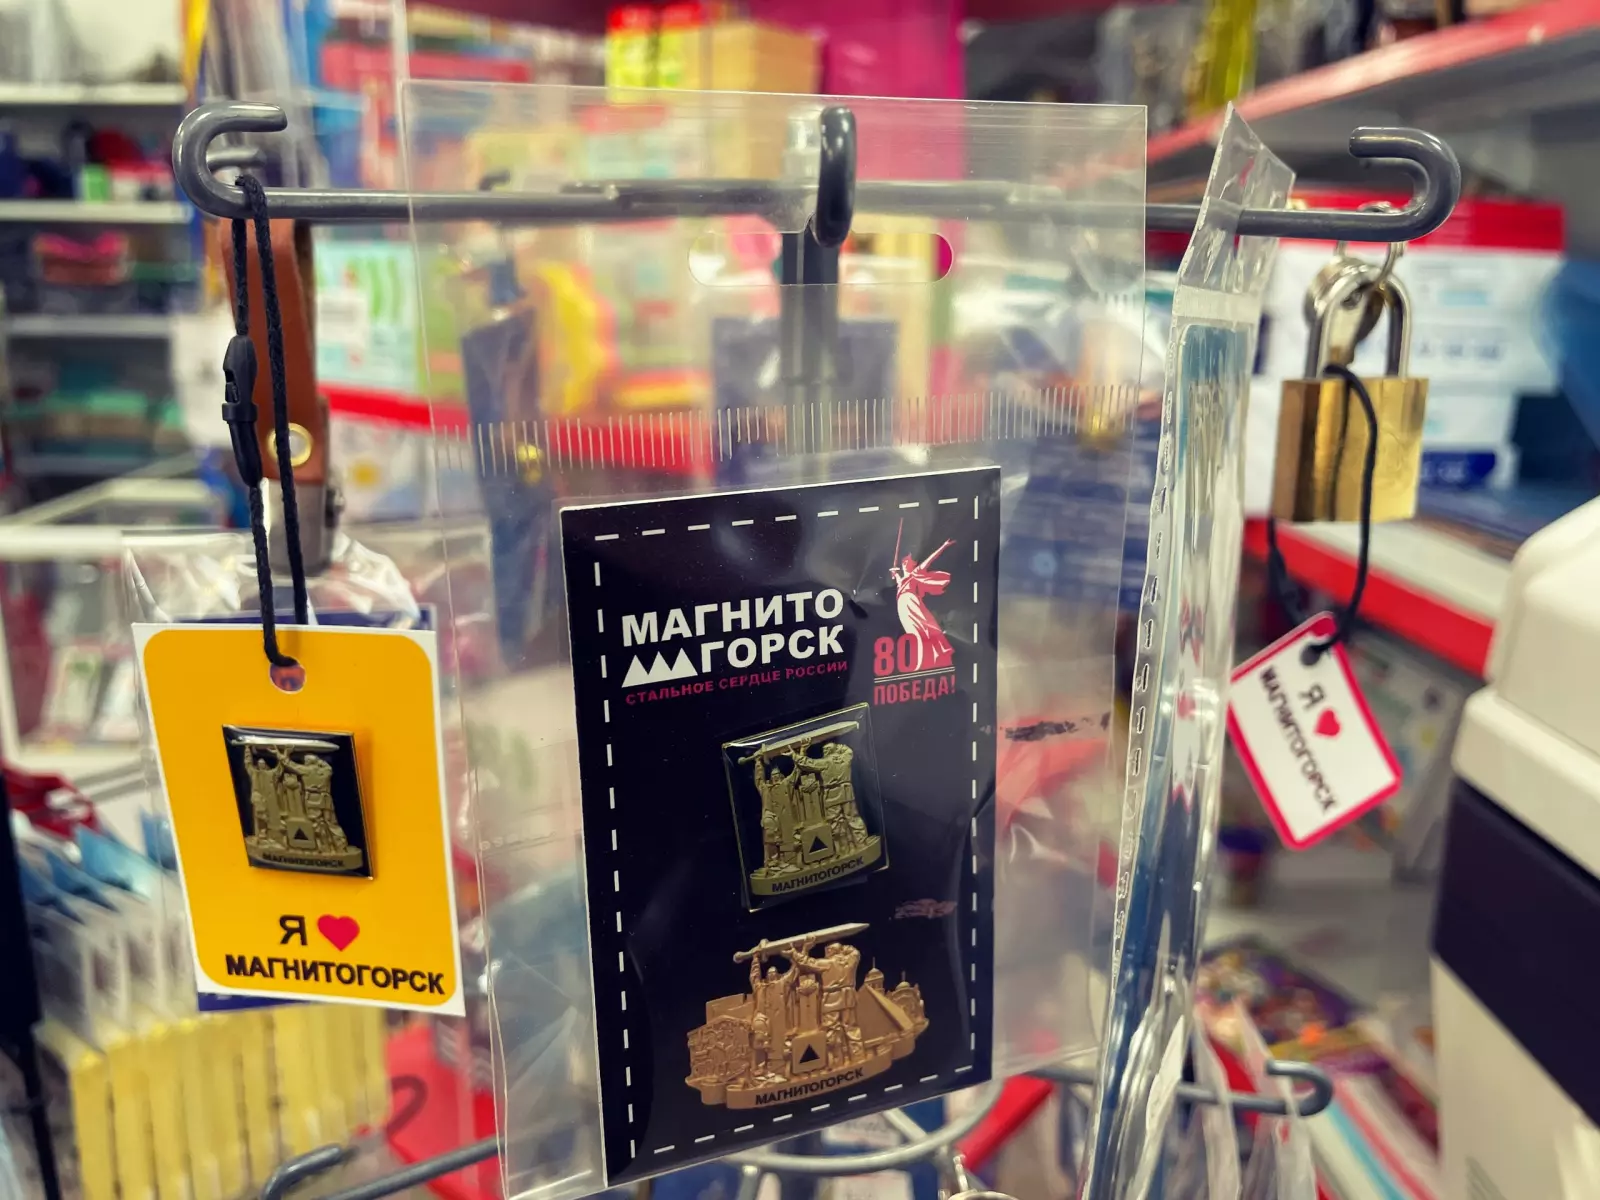 МАГНИТОГОРСК
Я ❤
МАГНИТОГОРСК
МАГНИТО
ГОРСК
СТАЛЬНОЕ СЕРДЦЕ РОССИИ
80
ПОБЕДА!
МАГНИТОГОРСК
МАГНИТОГОРСК
Я ❤
МАГНИТОГОРСК